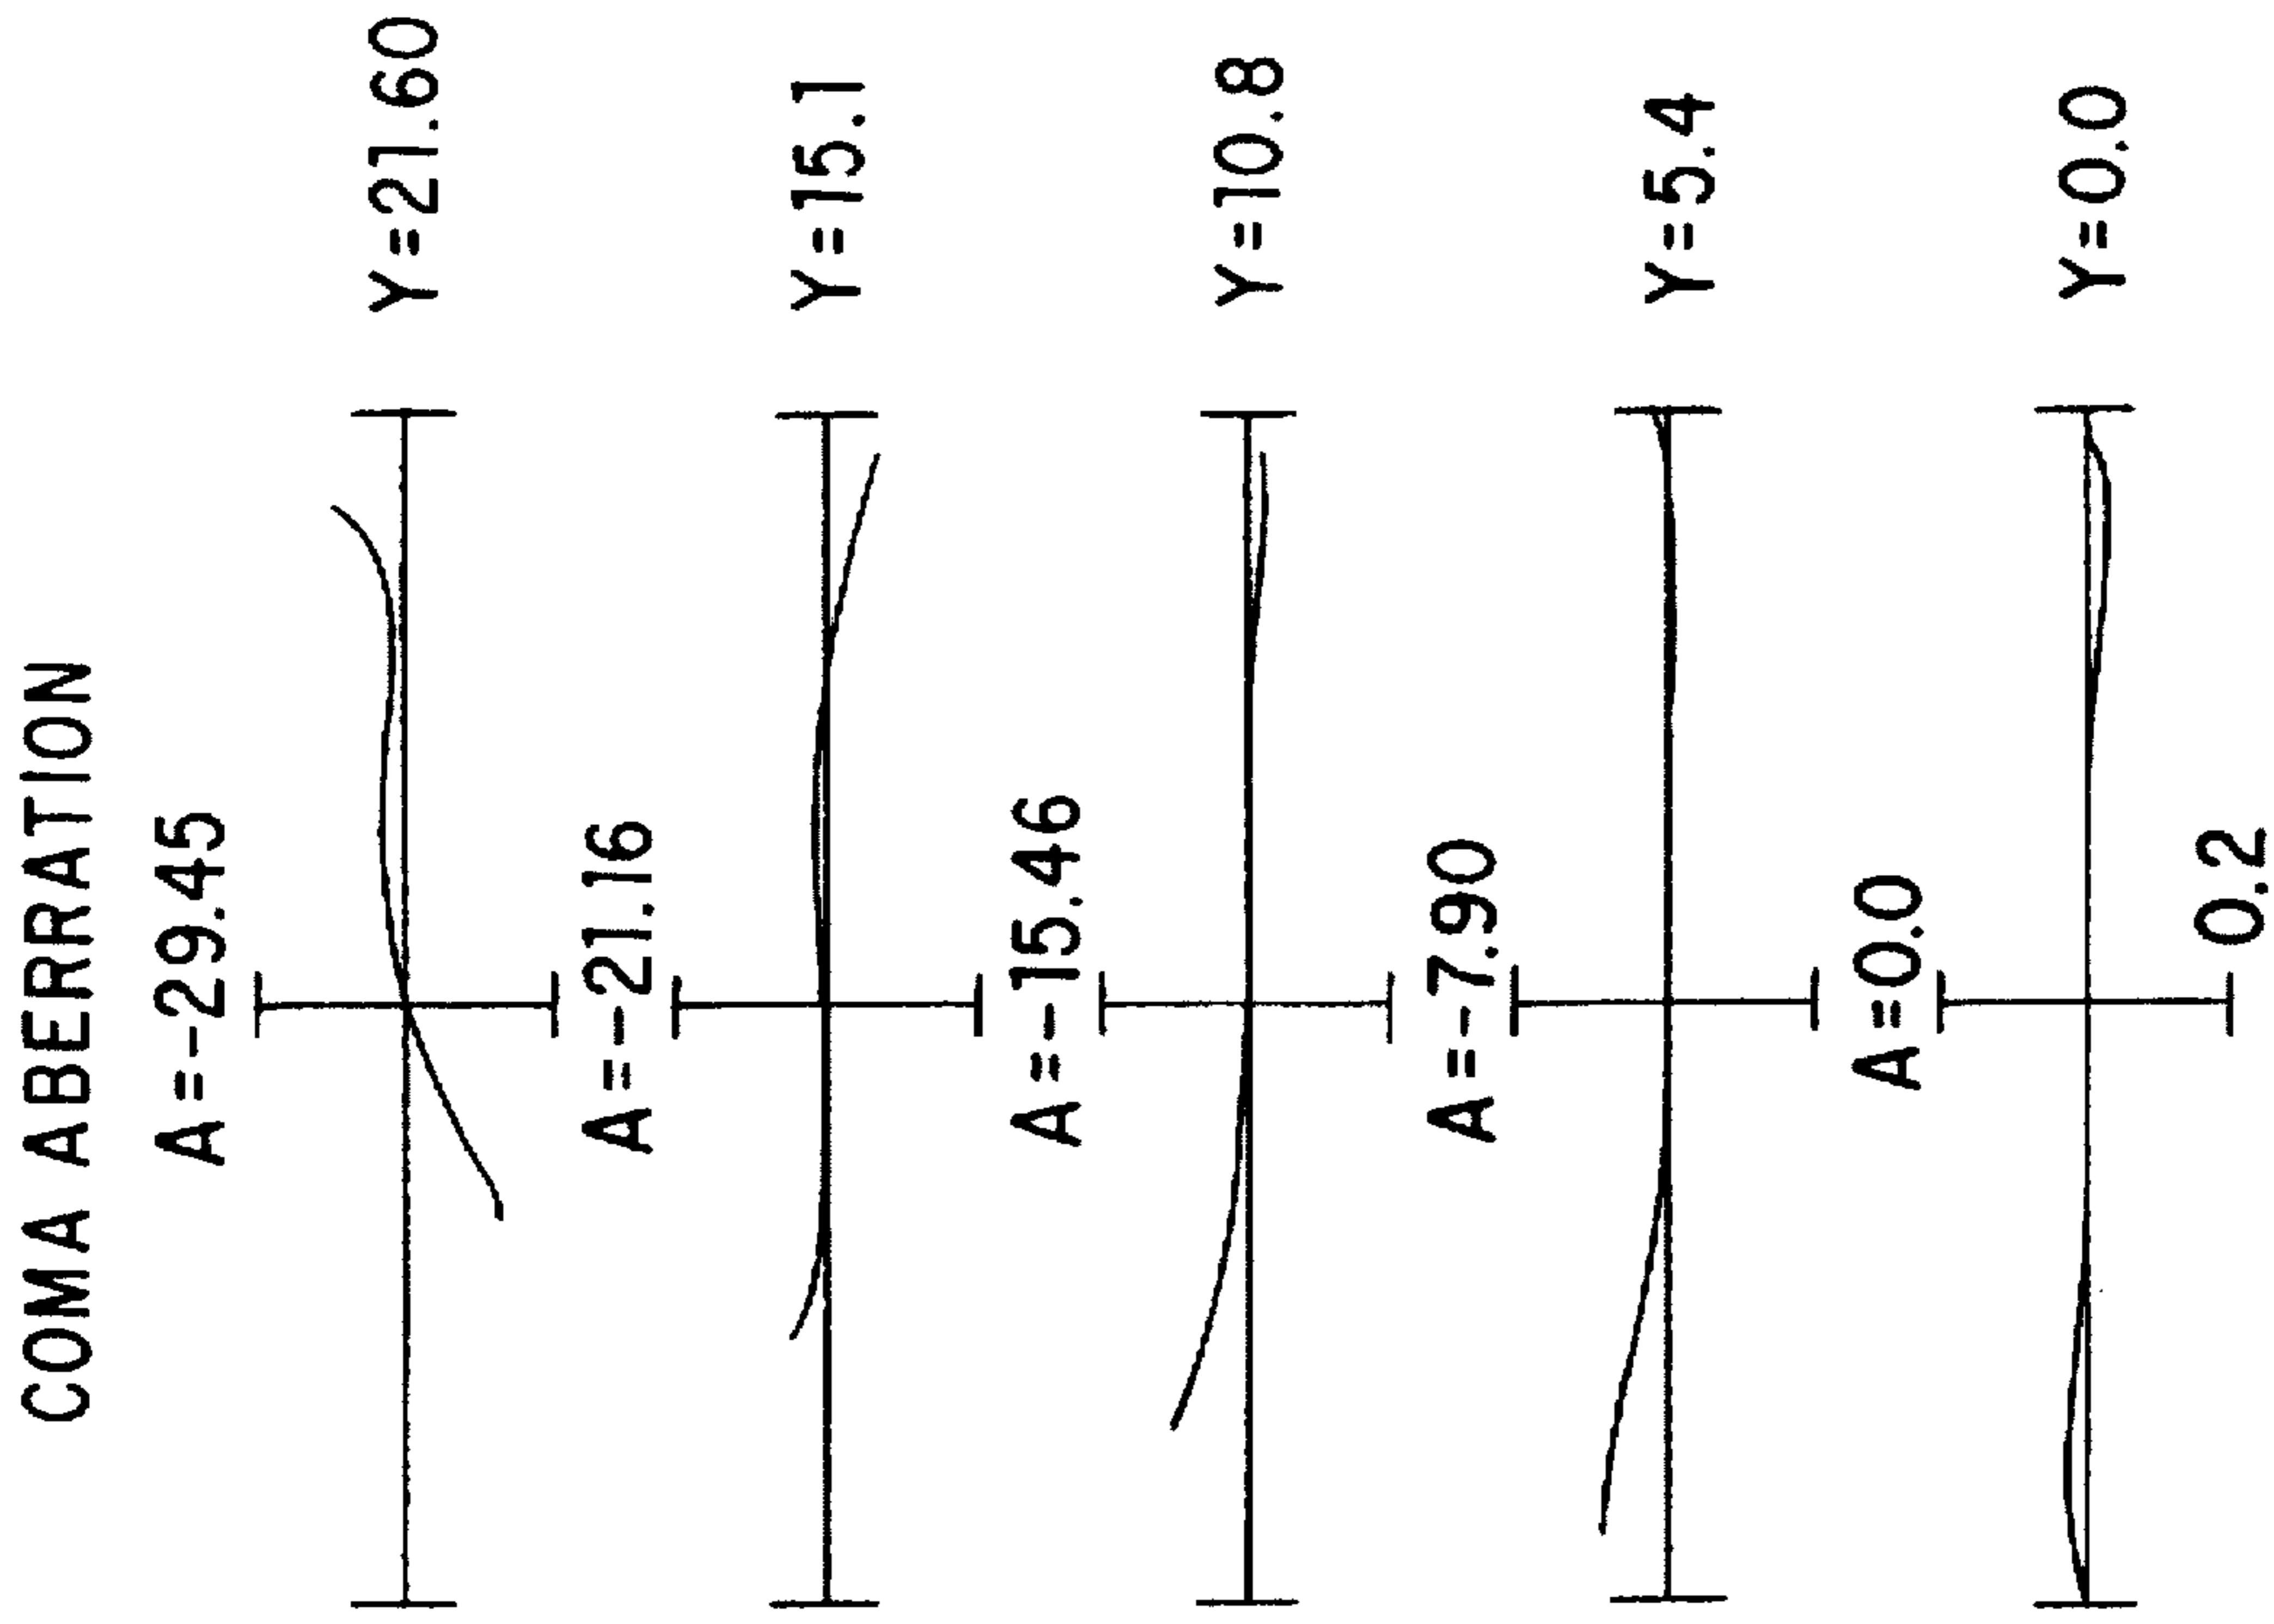 COMA ABERRATION
A=-29.45
Y=21.60
A=-21.16
Y=15.1
A=-15.46
Y=10.8
A=-7.90
Y=5.4
A=0.0
Y=0.0
0.2